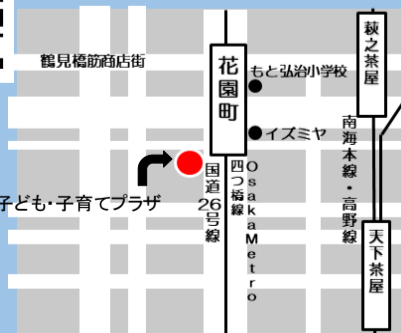 鶴見橋筋商店街
花園町
萩之茶屋
もと弘治小学校
イズミヤ
子ども・子育てプラザ
国道26号線
四つ橋線
OsakaMetro
南海本線・高野線
天下茶屋